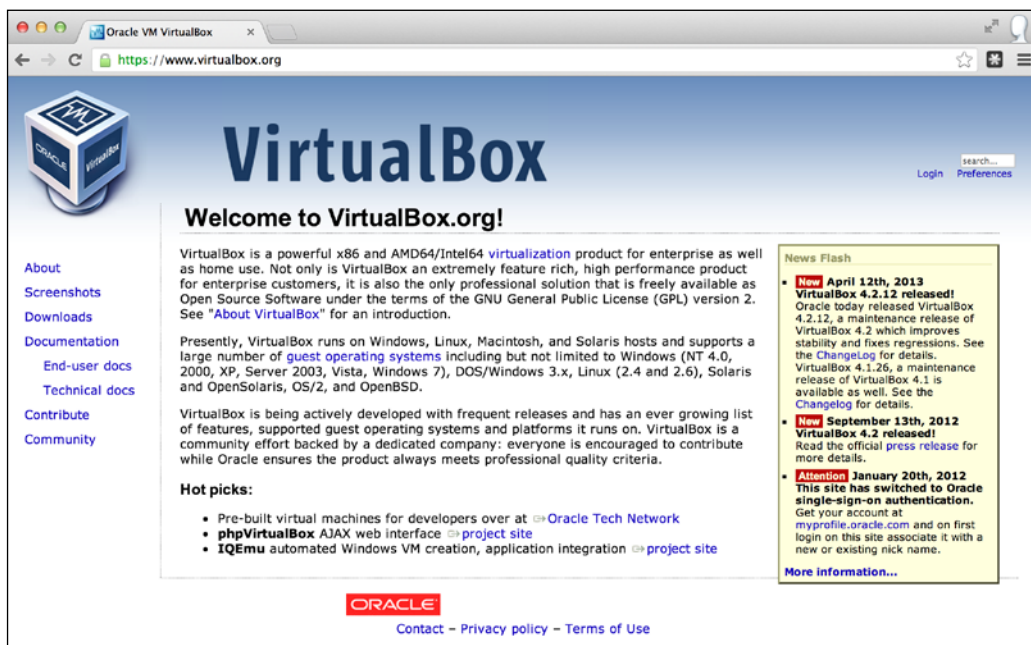 Oracle VM VirtualBox
https://www.virtualbox.org
ORACLE
VirtualBox
VirtualBox
search...
Login Preferences
Welcome to VirtualBox.org!
About
Screenshots
Downloads
Documentation
End-user docs
Technical docs
Contribute
Community
VirtualBox is a powerful x86 and AMD64/Intel64 virtualization product for enterprise as well
as home use. Not only is VirtualBox an extremely feature rich, high performance product
for enterprise customers, it is also the only professional solution that is freely available as
Open Source Software under the terms of the GNU General Public License (GPL) version 2.
See "About VirtualBox" for an introduction.
Presently, VirtualBox runs on Windows, Linux, Macintosh, and Solaris hosts and supports a
large number of guest operating systems including but not limited to Windows (NT 4.0,
2000, XP, Server 2003, Vista, Windows 7), DOS/Windows 3.x, Linux (2.4 and 2.6), Solaris
and OpenSolaris, OS/2, and OpenBSD.
VirtualBox is being actively developed with frequent releases and has an ever growing list
of features, supported guest operating systems and platforms it runs on. VirtualBox is a
community effort backed by a dedicated company: everyone is encouraged to contribute
while Oracle ensures the product always meets professional quality criteria.
Hot picks:
• Pre-built virtual machines for developers over at Oracle Tech Network
• phpVirtualBox AJAX web interface project site
• IQEmu automated Windows VM creation, application integration project site
News Flash
• New April 12th, 2013
VirtualBox 4.2.12 released!
Oracle today released VirtualBox
4.2.12, a maintenance release of
VirtualBox 4.2 which improves
stability and fixes regressions. See
the ChangeLog for details.
VirtualBox 4.1.26, a maintenance
release of VirtualBox 4.1 is
available as well. See the
Changelog for details.
• New September 13th, 2012
VirtualBox 4.2 released!
Read the official press release for
more details.
• Attention January 20th, 2012
This site has switched to Oracle
single-sign-on authentication.
Get your account at
myprofile.oracle.com and on first
login on this site associate it with a
new or existing nick name.
More information...
ORACLE
Contact – Privacy policy – Terms of Use